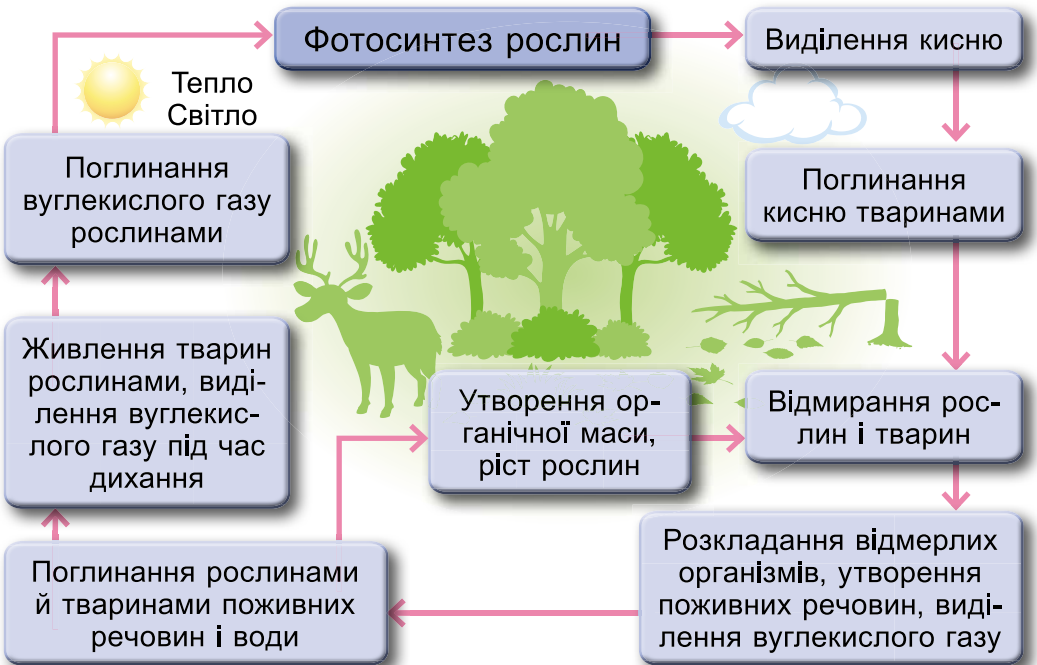 Фотосинтез рослин
Виділення кисню
Тепло
Світло
Поглинання
вуглекислого газу
рослинами
Поглинання
кисню тваринами
Живлення тварин
рослинами, виді-
лення вуглекис-
лого газу під час
дихання
Утворення ор-
ганічної маси,
ріст рослин
Відмирання рос-
лин і тварин
Поглинання рослинами
й тваринами поживних
речовин і води
Розкладання відмерлих
організмів, утворення
поживних речовин, виді-
лення вуглекислого газу